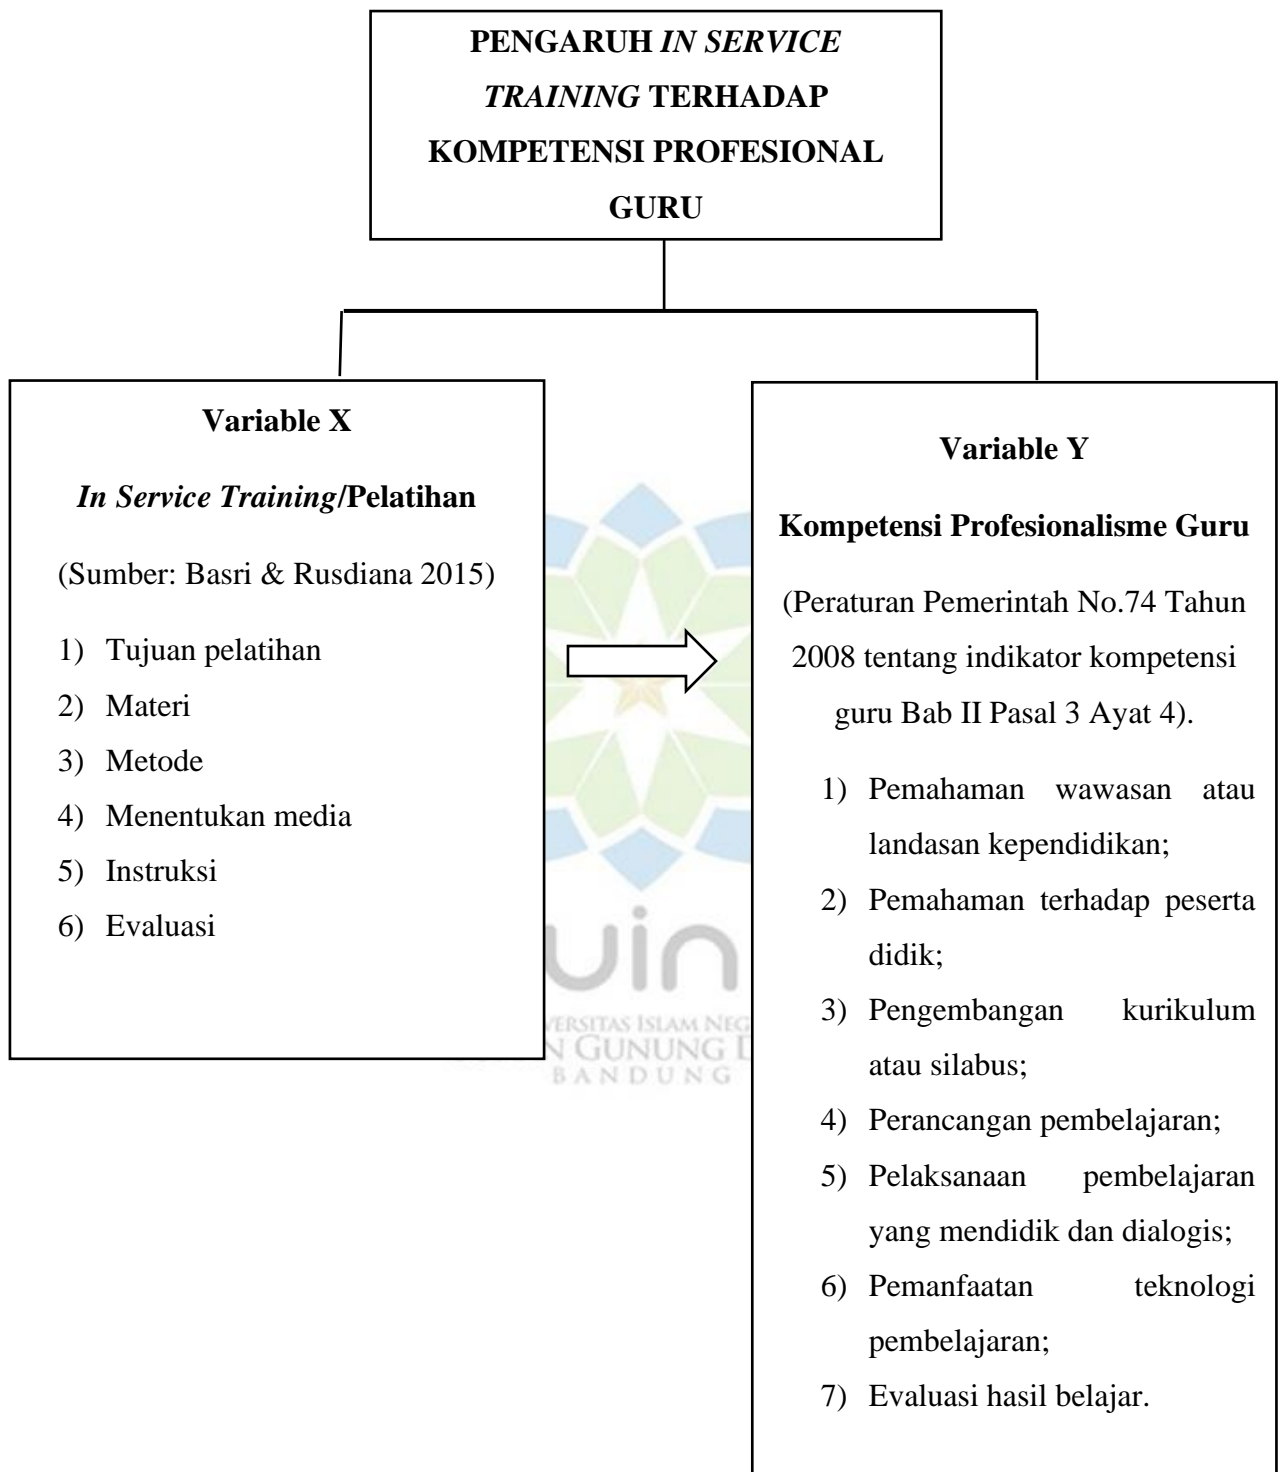 PENGARUH IN SERVICE
TRAINING TERHADAP
KOMPETENSI PROFESIONAL
GURU
Variable X
In Service Training/Pelatihan
(Sumber: Basri & Rusdiana 2015)
1) Tujuan pelatihan
2) Materi
3) Metode
4) Menentukan media
5) Instruksi
6) Evaluasi
Variable Y
Kompetensi Profesionalisme Guru
(Peraturan Pemerintah No.74 Tahun
2008 tentang indikator kompetensi
guru Bab II Pasal 3 Ayat 4).
1) Pemahaman wawasan atau
landasan kependidikan;
2) Pemahaman terhadap peserta
didik;
3) Pengembangan kurikulum
atau silabus;
4) Perancangan pembelajaran;
5) Pelaksanaan pembelajaran
yang mendidik dan dialogis;
6) Pemanfaatan teknologi
pembelajaran;
7) Evaluasi hasil belajar.
uin
ISLAM
GUNUNG
BANDUNG